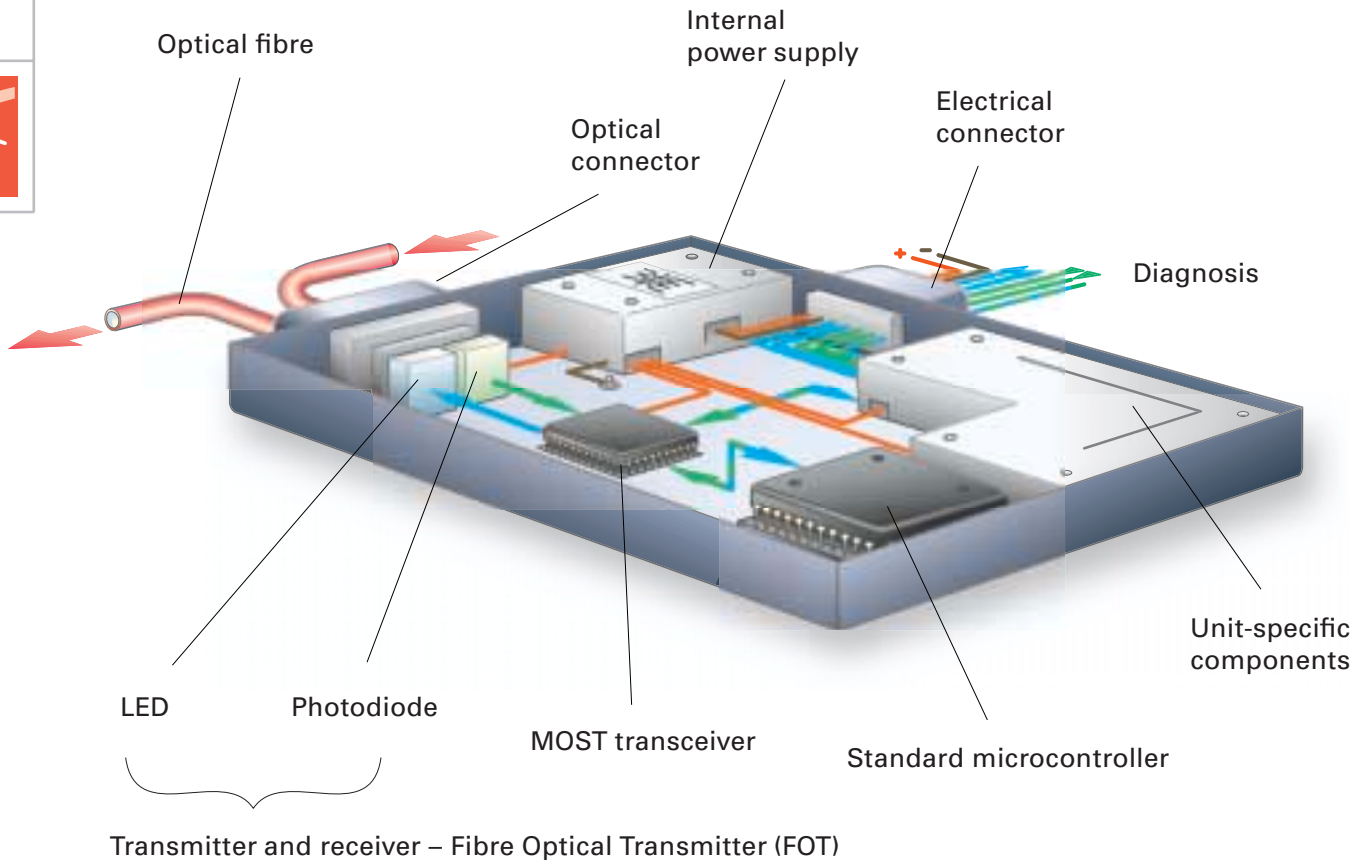 Optical fibre
Internal
power supply
Optical
connector
Electrical
connector
+
-
Diagnosis
Unit-specific
components
LED
Photodiode
MOST transceiver
Standard microcontroller
Transmitter and receiver – Fibre Optical Transmitter (FOT)